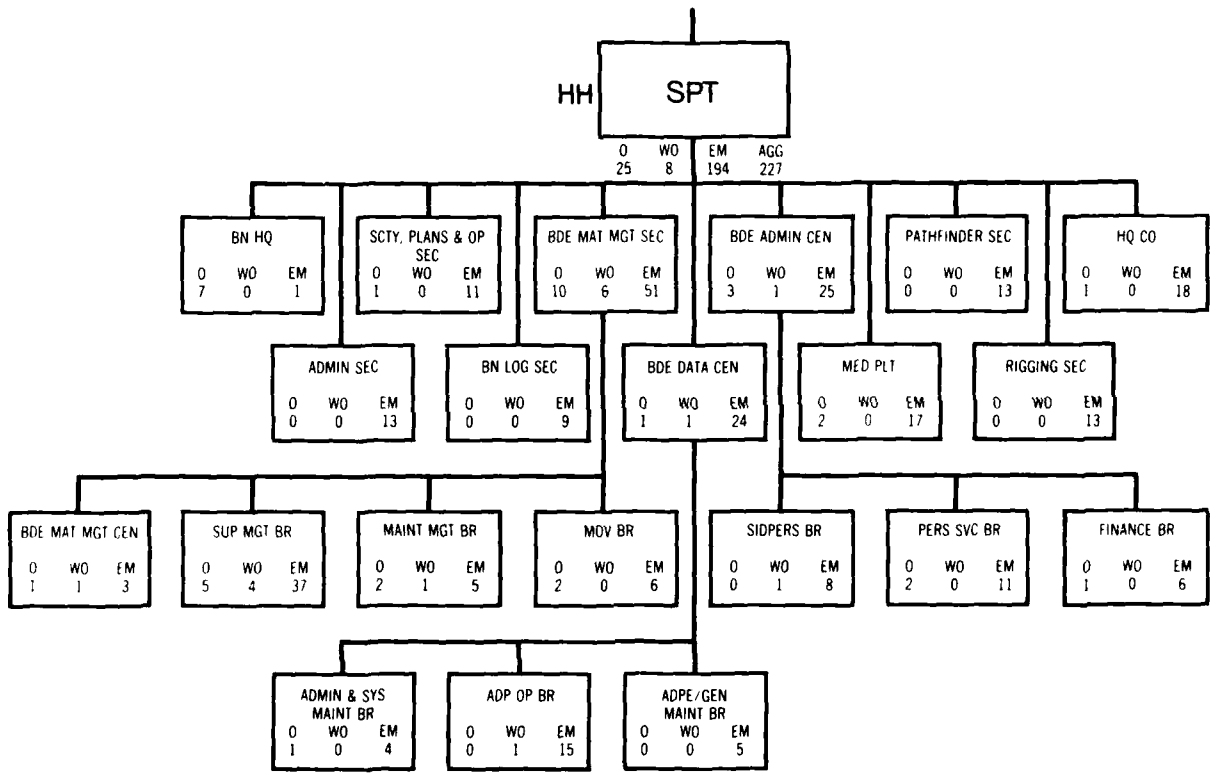 HH
SPT
O WO EM AGG
25 8 194 227
BN HQ
O WO EM
7 0 1
SCTY, PLANS & OP
SEC
O WO EM
1 0 11
BDE MAT MGT SEC
O WO EM
10 6 51
BDE ADMIN CEN
O WO EM
3 1 25
PATHFINDER SEC
O WO EM
0 0 13
HQ CO
O WO EM
1 0 18
ADMIN SEC
O WO EM
0 0 13
BN LOG SEC
O WO EM
0 0 9
BDE DATA CEN
O WO EM
1 1 24
MED PLT
O WO EM
2 0 17
RIGGING SEC
O WO EM
0 0 13
BDE MAT MGT CEN
O WO EM
1 1 3
SUP MGT BR
O WO EM
5 4 37
MAINT MGT BR
O WO EM
2 1 5
MOV BR
O WO EM
2 0 6
SIDPERS BR
O WO EM
0 1 8
PERS SVC BR
O WO EM
2 0 11
FINANCE BR
O WO EM
1 0 6
ADMIN & SYS
MAINT BR
O WO EM
1 0 4
ADP OP BR
O WO EM
0 1 15
ADPE/GEN
MAINT BR
O WO EM
0 0 5